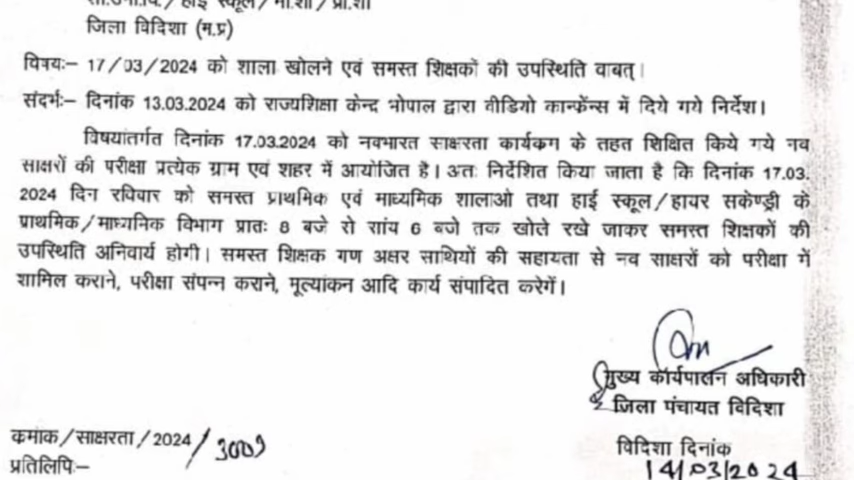 शा.उ.मा.वि./हाई स्कूल/मा.शा/प्रा.शा
जिला विदिशा (म.प्र)
विषयः– 17/03/2024 को शाला खोलने एवं समस्त शिक्षकों की उपस्थिति वाबत्।
संदर्भः– दिनांक 13.03.2024 को राज्यशिक्षा केन्द्र भोपाल द्वारा वीडियो कान्फ्रेंस में दिये गये निर्देश।
विषयांतर्गत दिनांक 17.03.2024 को नवभारत साक्षरता कार्यकम के तहत शिक्षित किये गये नव
साक्षरों की परीक्षा प्रत्येक ग्राम एवं शहर में आयोजित है। अतः निर्देशित किया जाता है कि दिनांक 17.03.
2024 दिन रविवार को समस्त प्राथमिक एवं माध्यमिक शालाओ तथा हाई स्कूल/हायर सकेण्ड्री के
प्राथमिक/माध्यमिक विभाग प्रातः 8 बजे से सांय 6 बजे तक खोले रखे जाकर समस्त शिक्षकों की
उपस्थिति अनिवार्य होगी। समस्त शिक्षक गण अक्षर साथियों की सहायता से नव साक्षरों को परीक्षा में
शामिल कराने, परीक्षा संपन्न कराने, मूल्यांकन आदि कार्य संपादित करेगें।
मुख्य कार्यपालन अधिकारी
जिला पंचायत विदिशा
क्रमांक/साक्षरता/2024/3009
विदिशा दिनांक
14/03/2024
प्रतिलिपिः–